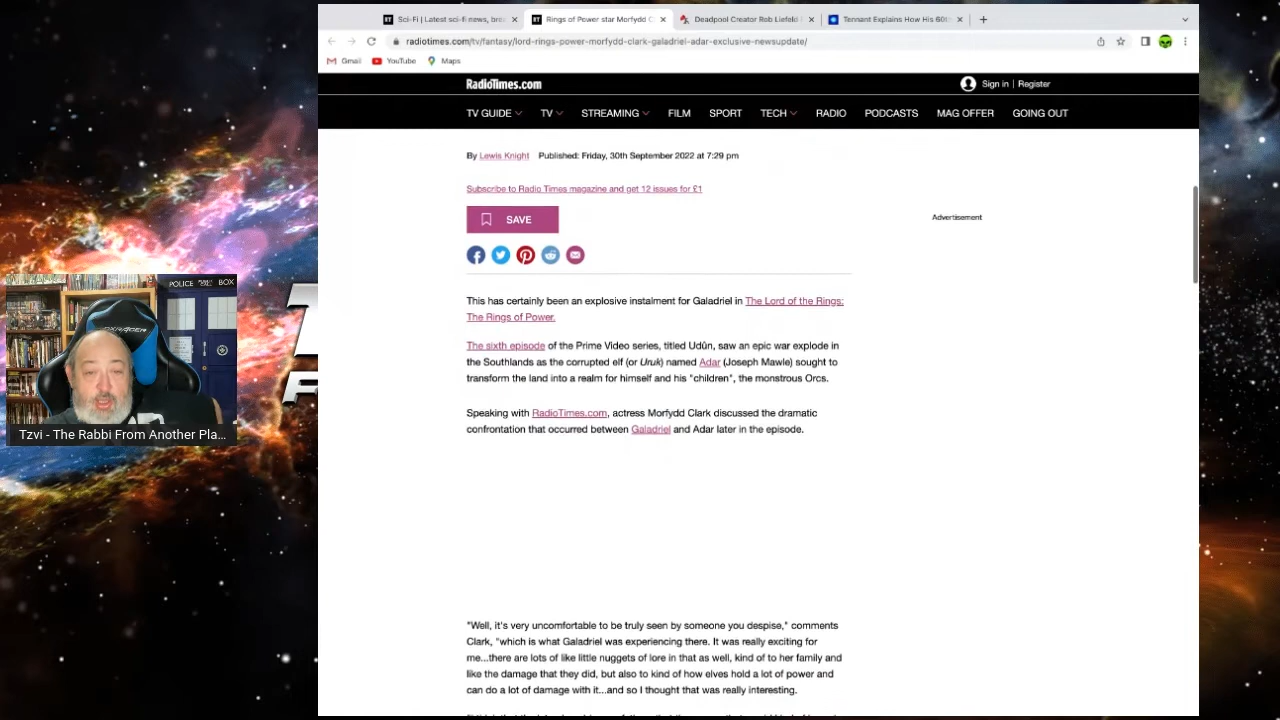 Sci-Fi | Latest sci-fi news, brea
Rings of Power star Morfydd C
Deadpool Creator Rob Liefeld
Tennant Explains How His 60th
radiotimes.com/tv/fantasy/lord-rings-power-morfydd-clark-galadriel-adar-exclusive-newsupdate/
Gmail YouTube Maps
RadioTimes.com
Sign in | Register
TV GUIDE TV STREAMING FILM SPORT TECH RADIO PODCASTS MAG OFFER GOING OUT
By Lewis Knight Published: Friday, 30th September 2022 at 7:29 pm
Subscribe to Radio Times magazine and get 12 issues for £1
Advertisement
SAVE
This has certainly been an explosive instalment for Galadriel in The Lord of the Rings:
The Rings of Power.
The sixth episode of the Prime Video series, titled Udûn, saw an epic war explode in
the Southlands as the corrupted elf (or Uruk) named Adar (Joseph Mawle) sought to
transform the land into a realm for himself and his "children", the monstrous Orcs.
Speaking with RadioTimes.com, actress Morfydd Clark discussed the dramatic
confrontation that occurred between Galadriel and Adar later in the episode.
"Well, it's very uncomfortable to be truly seen by someone you despise," comments
Clark, "which is what Galadriel was experiencing there. It was really exciting for
me...there are lots of like little nuggets of lore in that as well, kind of to her family and
like the damage that they did, but also to kind of how elves hold a lot of power and
can do a lot of damage with it...and so I thought that was really interesting.
POLICE BOX
OXRACER
Tzvi - The Rabbi From Another Pla...